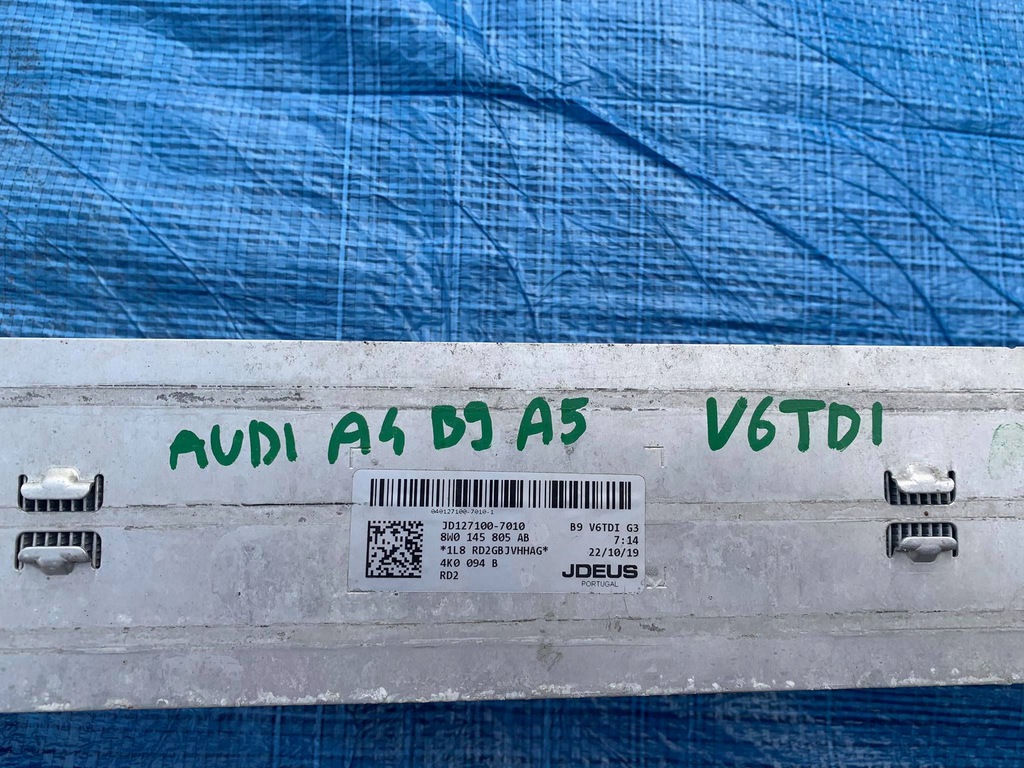 AUDI A4 B9 A5 V6TDI
040127100-7010-1
JD127100-7010 B9 V6TDI G3
8W0 145 805 AB 7:14
*1L8 RD2GBJVHHAG* 22/10/19
4K0 094 B JDEUS
RD2 PORTUGAL